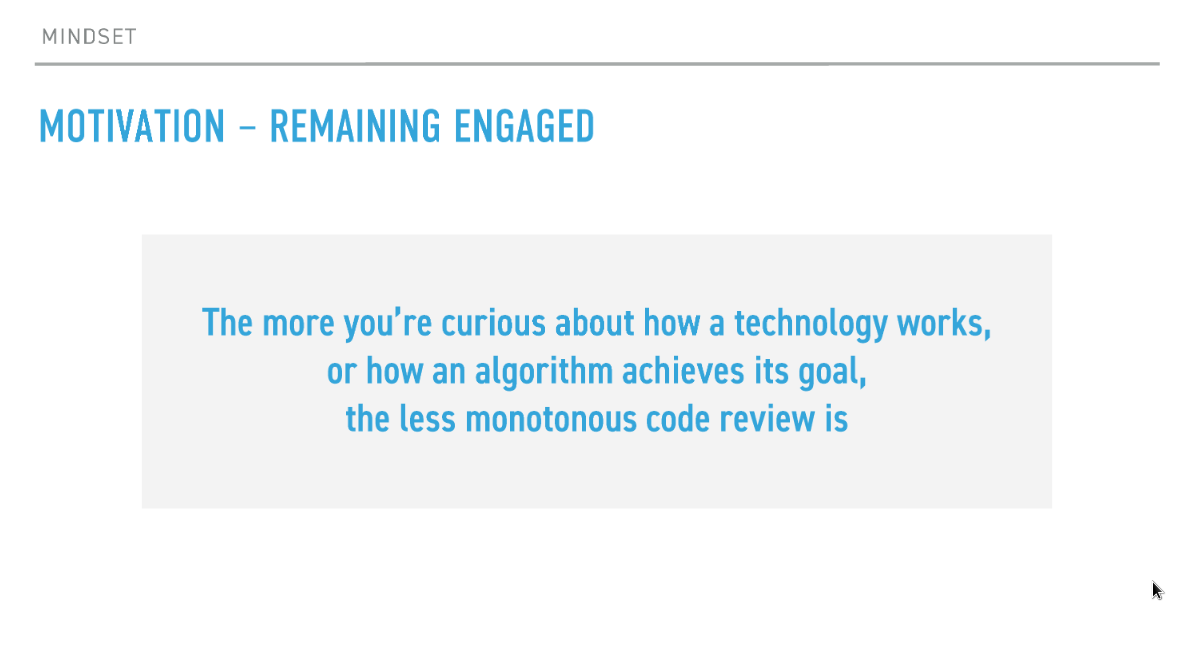 MINDSET
MOTIVATION – REMAINING ENGAGED
The more you’re curious about how a technology works,
or how an algorithm achieves its goal,
the less monotonous code review is